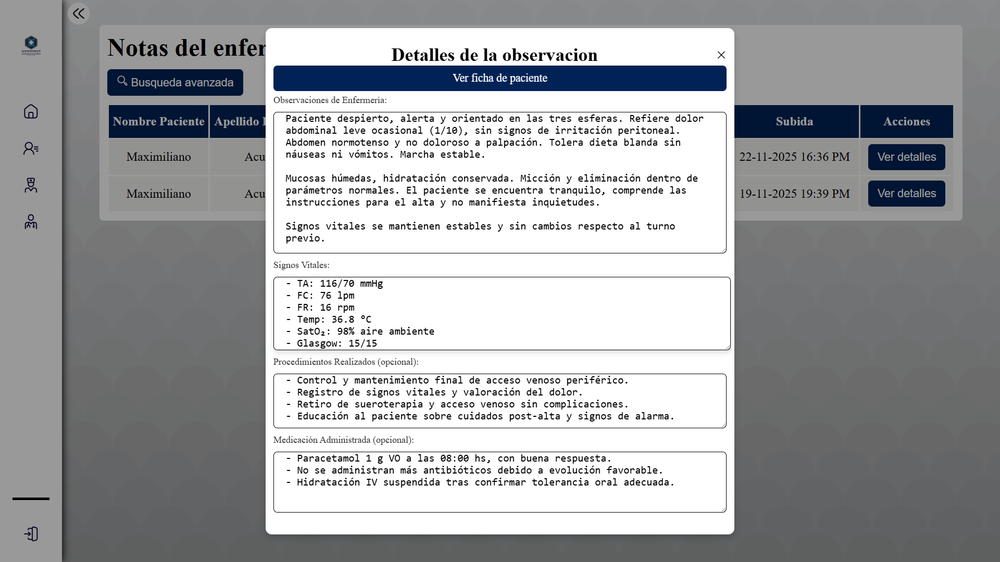 Notas del enfer
Busqueda avanzada
Nombre Paciente
Subida
Acciones
Maximiliano
22-11-2025 16:36 PM
Ver detalles
Maximiliano
19-11-2025 19:39 PM
Ver detalles
Detalles de la observacion
Ver ficha de paciente
Observaciones de Enfermería:
Paciente despierto, alerta y orientado en las tres esferas. Refiere dolor
abdominal leve ocasional (1/10), sin signos de irritación peritoneal.
Abdomen normotenso y no doloroso a palpación. Tolera dieta blanda sin
náuseas ni vómitos. Marcha estable.
Mucosas húmedas, hidratación conservada. Micción y eliminación dentro de
parámetros normales. El paciente se encuentra tranquilo, comprende las
instrucciones para el alta y no manifiesta inquietudes.
Signos vitales se mantienen estables y sin cambios respecto al turno
previo.
Signos Vitales:
- TA: 116/70 mmHg
- FC: 76 lpm
- FR: 16 rpm
- Temp: 36.8 °C
- SatO₂: 98% aire ambiente
- Glasgow: 15/15
Procedimientos Realizados (opcional):
- Control y mantenimiento final de acceso venoso periférico.
- Registro de signos vitales y valoración del dolor.
- Retiro de sueroterapia y acceso venoso sin complicaciones.
- Educación al paciente sobre cuidados post-alta y signos de alarma.
Medicación Administrada (opcional):
- Paracetamol 1 g VO a las 08:00 hs, con buena respuesta.
- No se administran más antibióticos debido a evolución favorable.
- Hidratación IV suspendida tras confirmar tolerancia oral adecuada.